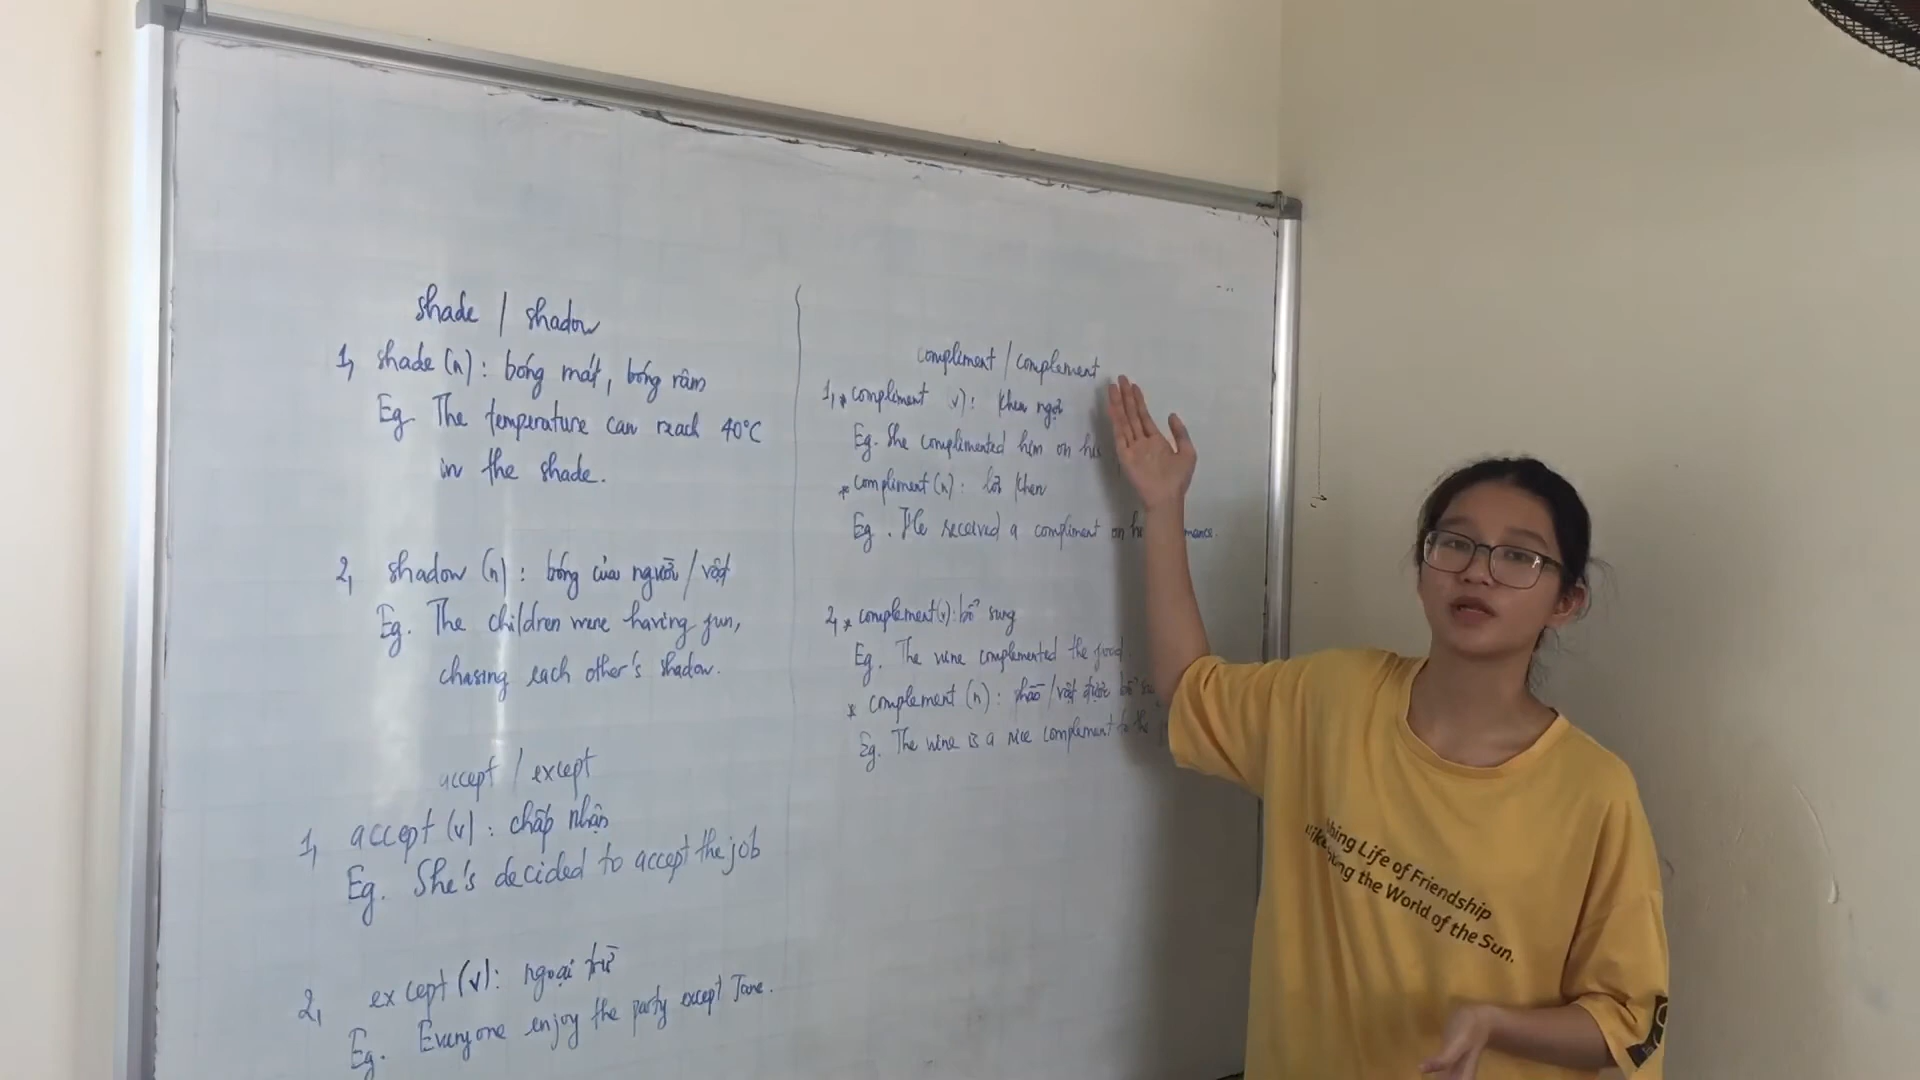 shade / shadow
1, shade (n): bóng mát, bóng râm
Eg. The temperature can reach 40°C
in the shade.
2, shadow (n): bóng của người / vật
Eg. The children were having fun,
chasing each other's shadow.
accept / except
1, accept (v): chấp nhận
Eg. She's decided to accept the job
2, except (v): ngoại trừ
Eg. Everyone enjoy the party except Jane.
compliment / complement
1, * compliment (v): khen ngợi
Eg. She complimented him on his
* compliment (n): lời khen
Eg. He received a compliment on
2, * complement (v): bổ sung
Eg. The wine complemented the food.
* complement (n): / vật được bổ
Eg. The wine is a nice complement to the
Life of Friendship
the World of the Sun.